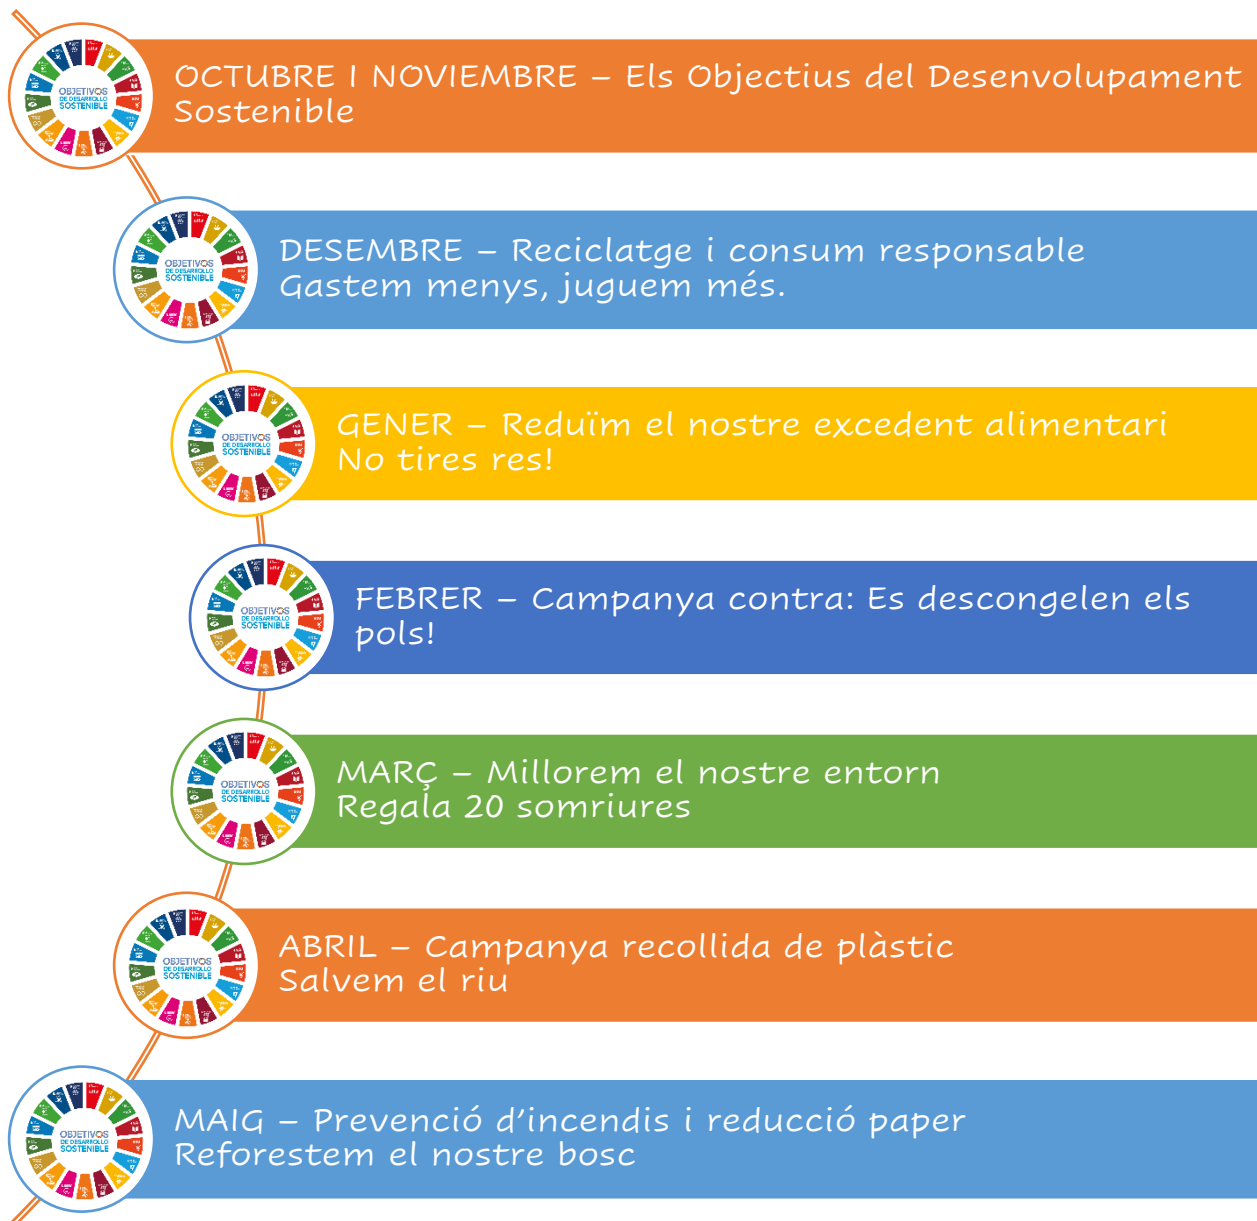 OBJETIVOS
DE DESARROLLO
SOSTENIBLE
OCTUBRE I NOVIEMBRE – Els Objectius del Desenvolupament
Sostenible
OBJETIVOS
DE DESARROLLO
SOSTENIBLE
DESEMBRE – Reciclatge i consum responsable
Gastem menys, juguem més.
OBJETIVOS
DE DESARROLLO
SOSTENIBLE
GENER – Reduïm el nostre excedent alimentari
No tires res!
OBJETIVOS
DE DESARROLLO
SOSTENIBLE
FEBRER – Campanya contra: Es descongelen els
pols!
OBJETIVOS
DE DESARROLLO
SOSTENIBLE
MARÇ – Millorem el nostre entorn
Regala 20 somriures
OBJETIVOS
DE DESARROLLO
SOSTENIBLE
ABRIL – Campanya recollida de plàstic
Salvem el riu
OBJETIVOS
DE DESARROLLO
SOSTENIBLE
MAIG – Prevenció d’incendis i reducció paper
Reforestem el nostre bosc